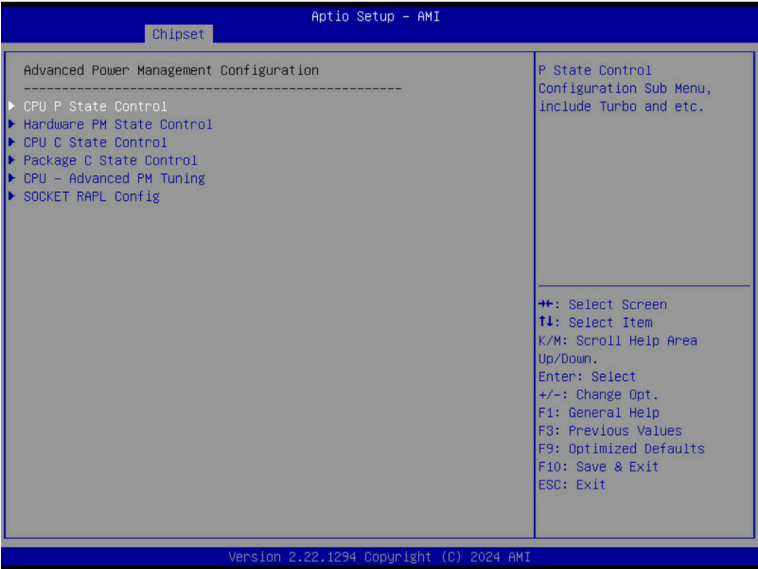 Aptio Setup – AMI
Chipset
Advanced Power Management Configuration
--------------------------------------------------
CPU P State Control
Hardware PM State Control
CPU C State Control
Package C State Control
CPU – Advanced PM Tuning
SOCKET RAPL Config
P State Control
Configuration Sub Menu,
include Turbo and etc.
→←: Select Screen
↑↓: Select Item
K/M: Scroll Help Area
Up/Down.
Enter: Select
+/-: Change Opt.
F1: General Help
F3: Previous Values
F9: Optimized Defaults
F10: Save & Exit
ESC: Exit
Version 2.22.1294 Copyright (C) 2024 AMI